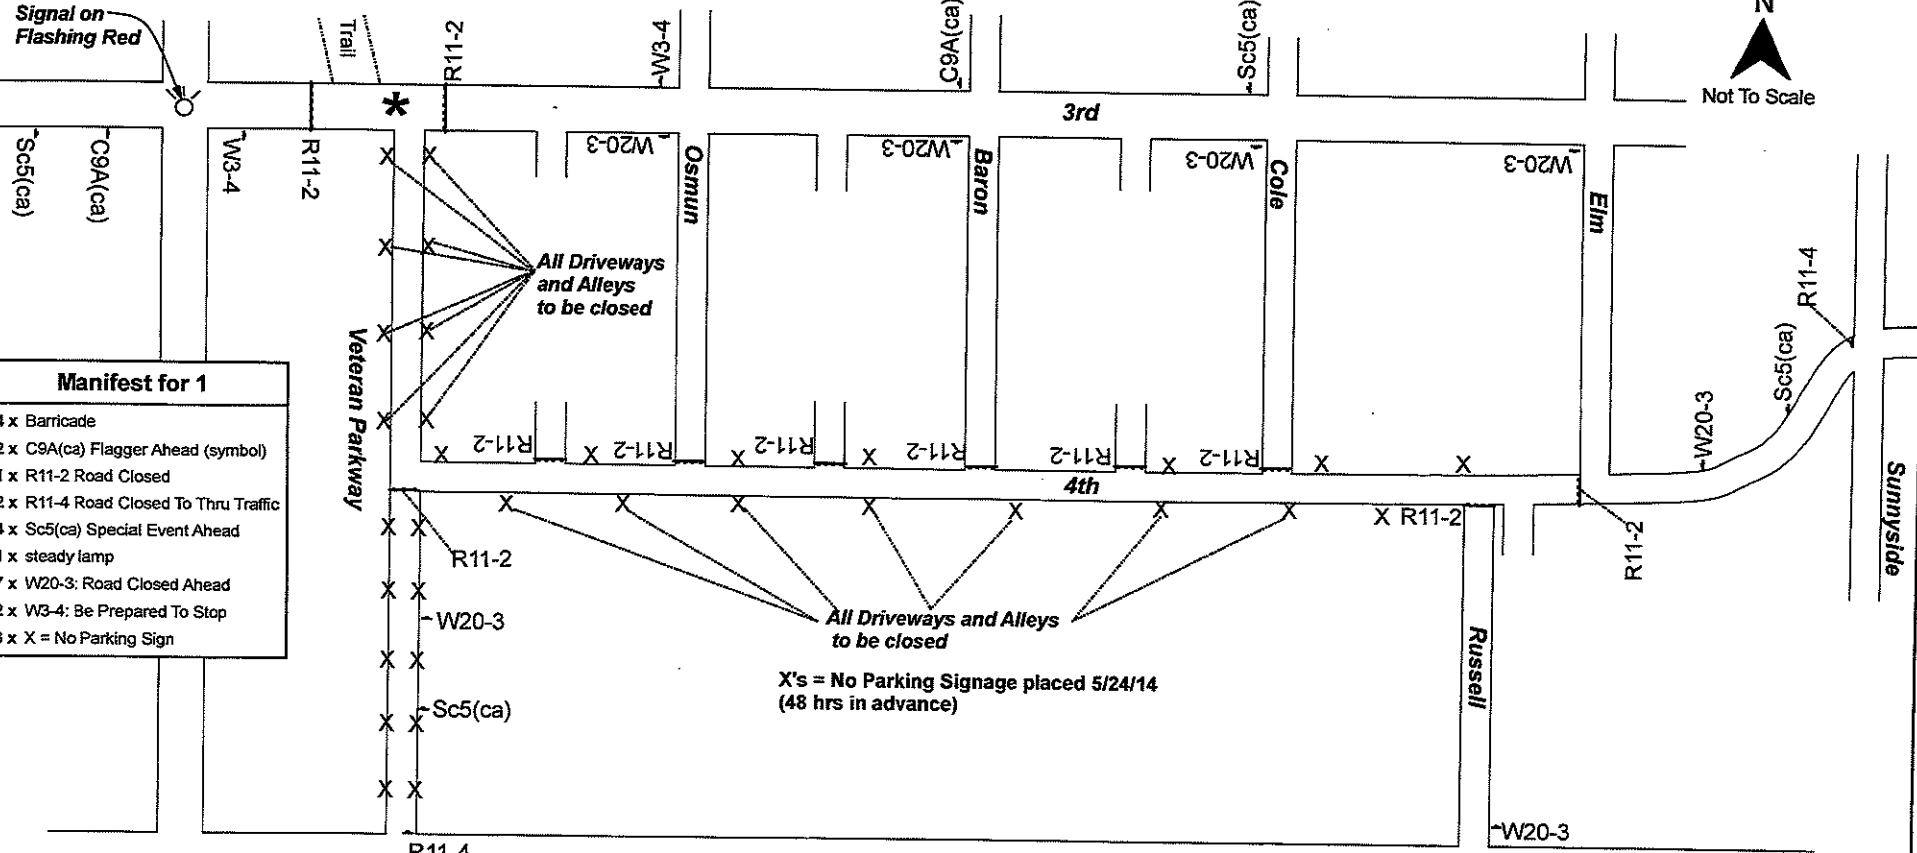 Signal on
Flashing Red
Trail
R11-2
W3-4
C9A(ca)
Sc5(ca)
N
Not To Scale
3rd
Sc5(ca)
C9A(ca)
W3-4
R11-2
W20-3
Osmun
W20-3
Baron
W20-3
Cole
W20-3
Elm
X X
X X
X X
X X
All Driveways
and Alleys
to be closed
Veteran Parkway
R11-4
Sc5(ca)
W20-3
Sunnyside
Manifest for 1
x Barricade
x C9A(ca) Flagger Ahead (symbol)
x R11-2 Road Closed
x R11-4 Road Closed To Thru Traffic
x Sc5(ca) Special Event Ahead
x steady lamp
x W20-3: Road Closed Ahead
x W3-4: Be Prepared To Stop
x X = No Parking Sign
X R11-2 X R11-2 X R11-2 X R11-2 R11-2 X R11-2 X X
4th
X X X X X X X X R11-2
R11-2
R11-2
X X
X X
W20-3
X X
Sc5(ca)
X X
X X
R11-4
All Driveways and Alleys
to be closed
X's = No Parking Signage placed 5/24/14
(48 hrs in advance)
Russell
W20-3